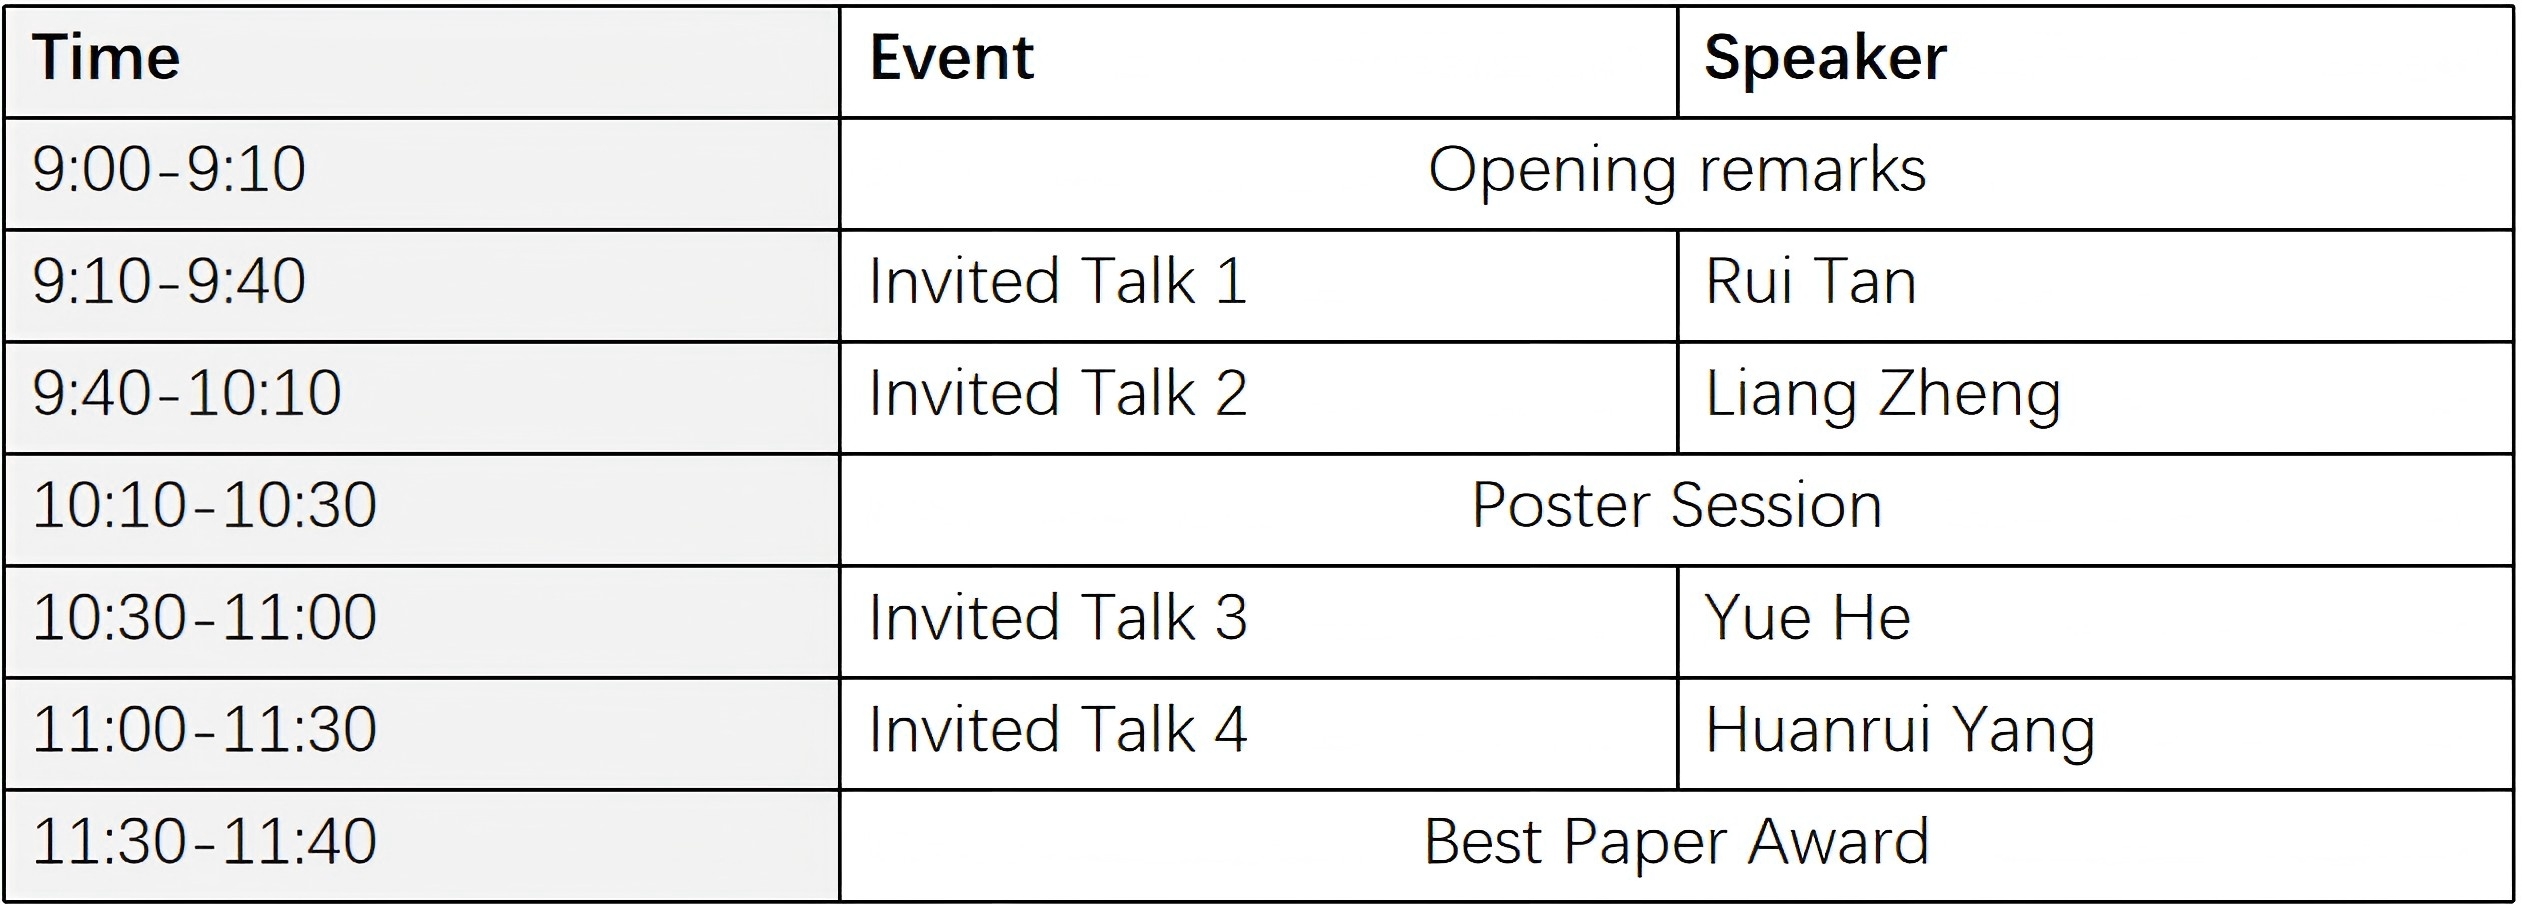 Time Event Speaker
9:00-9:10 Opening remarks
9:10-9:40 Invited Talk 1 Rui Tan
9:40-10:10 Invited Talk 2 Liang Zheng
10:10-10:30 Poster Session
10:30-11:00 Invited Talk 3 Yue He
11:00-11:30 Invited Talk 4 Huanrui Yang
11:30-11:40 Best Paper Award